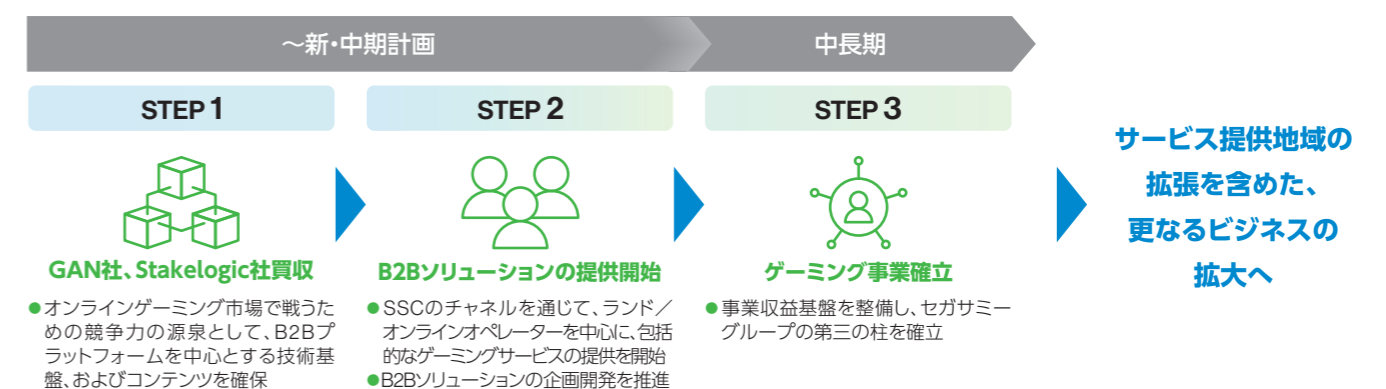 ～新・中期計画
中長期
STEP 1
STEP 2
STEP 3
GAN社、Stakelogic社買収
●オンラインゲーミング市場で戦うた
めの競争力の源泉として、B2Bプ
ラットフォームを中心とする技術基
盤、およびコンテンツを確保
B2Bソリューションの提供開始
●SSCのチャネルを通じて、ランド／
オンラインオペレーターを中心に、包括
的なゲーミングサービスの提供を開始
●B2Bソリューションの企画開発を推進
ゲーミング事業確立
●事業収益基盤を整備し、セガサミー
グループの第三の柱を確立
サービス提供地域の
拡張を含めた、
更なるビジネスの
拡大へ